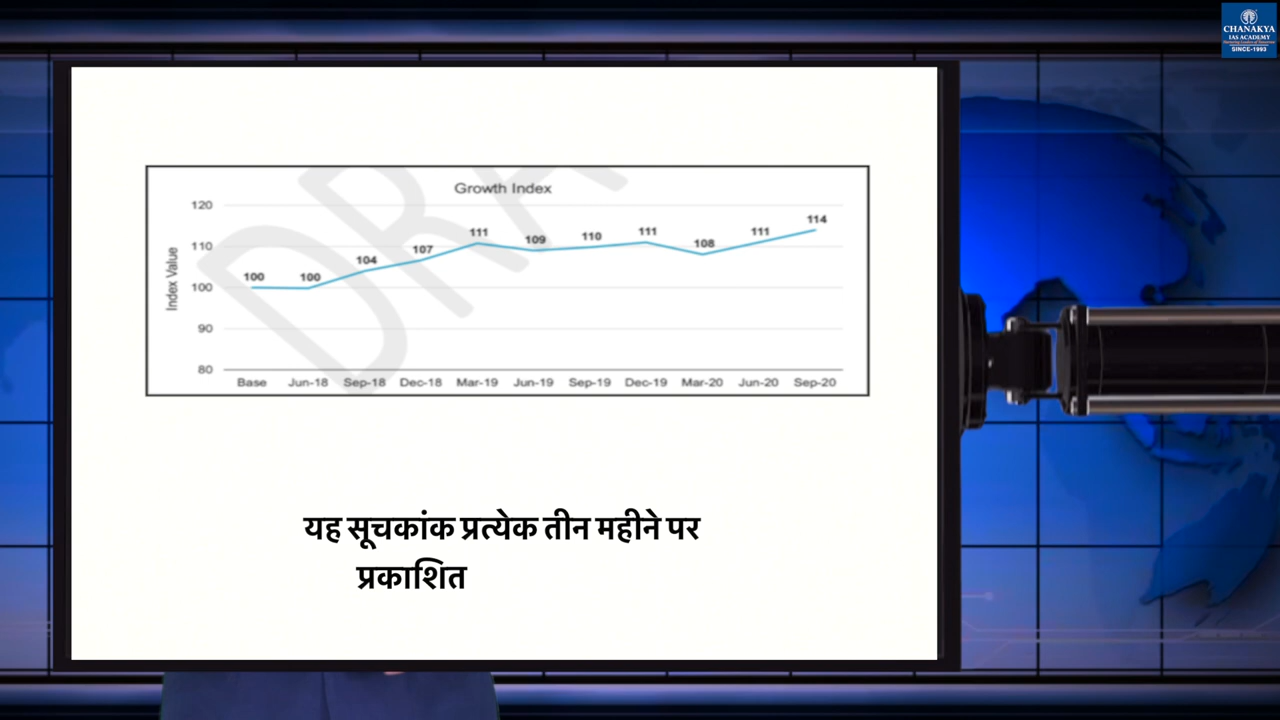 CHANAKYA
IAS ACADEMY
SINCE-1993
DRA
Growth Index
Index Value
120
110
100
90
80
100
100
104
107
111
109
110
111
108
111
114
Base Jun-18 Sep-18 Dec-18 Mar-19 Jun-19 Sep-19 Dec-19 Mar-20 Jun-20 Sep-20
यह सूचकांक प्रत्येक तीन महीने पर
प्रकाशित